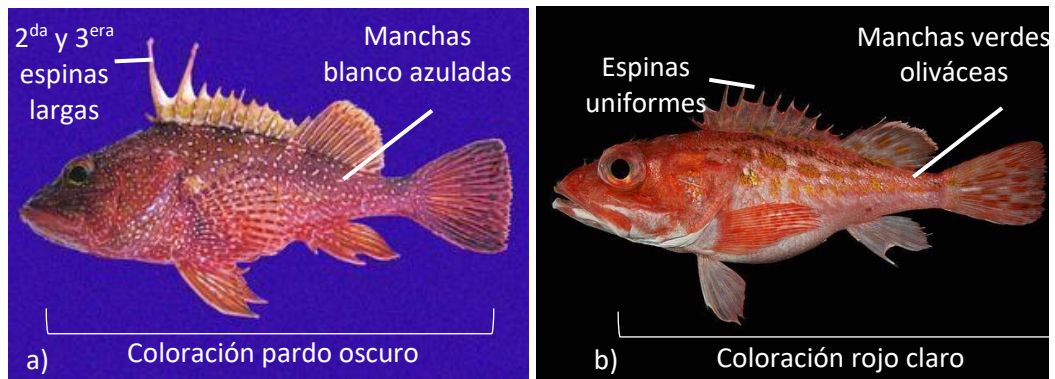 2da y 3era
espinas
largas
Manchas
blanco azuladas
Coloración pardo oscuro
a)
Espinas
uniformes
Manchas verdes
oliváceas
Coloración rojo claro
b)